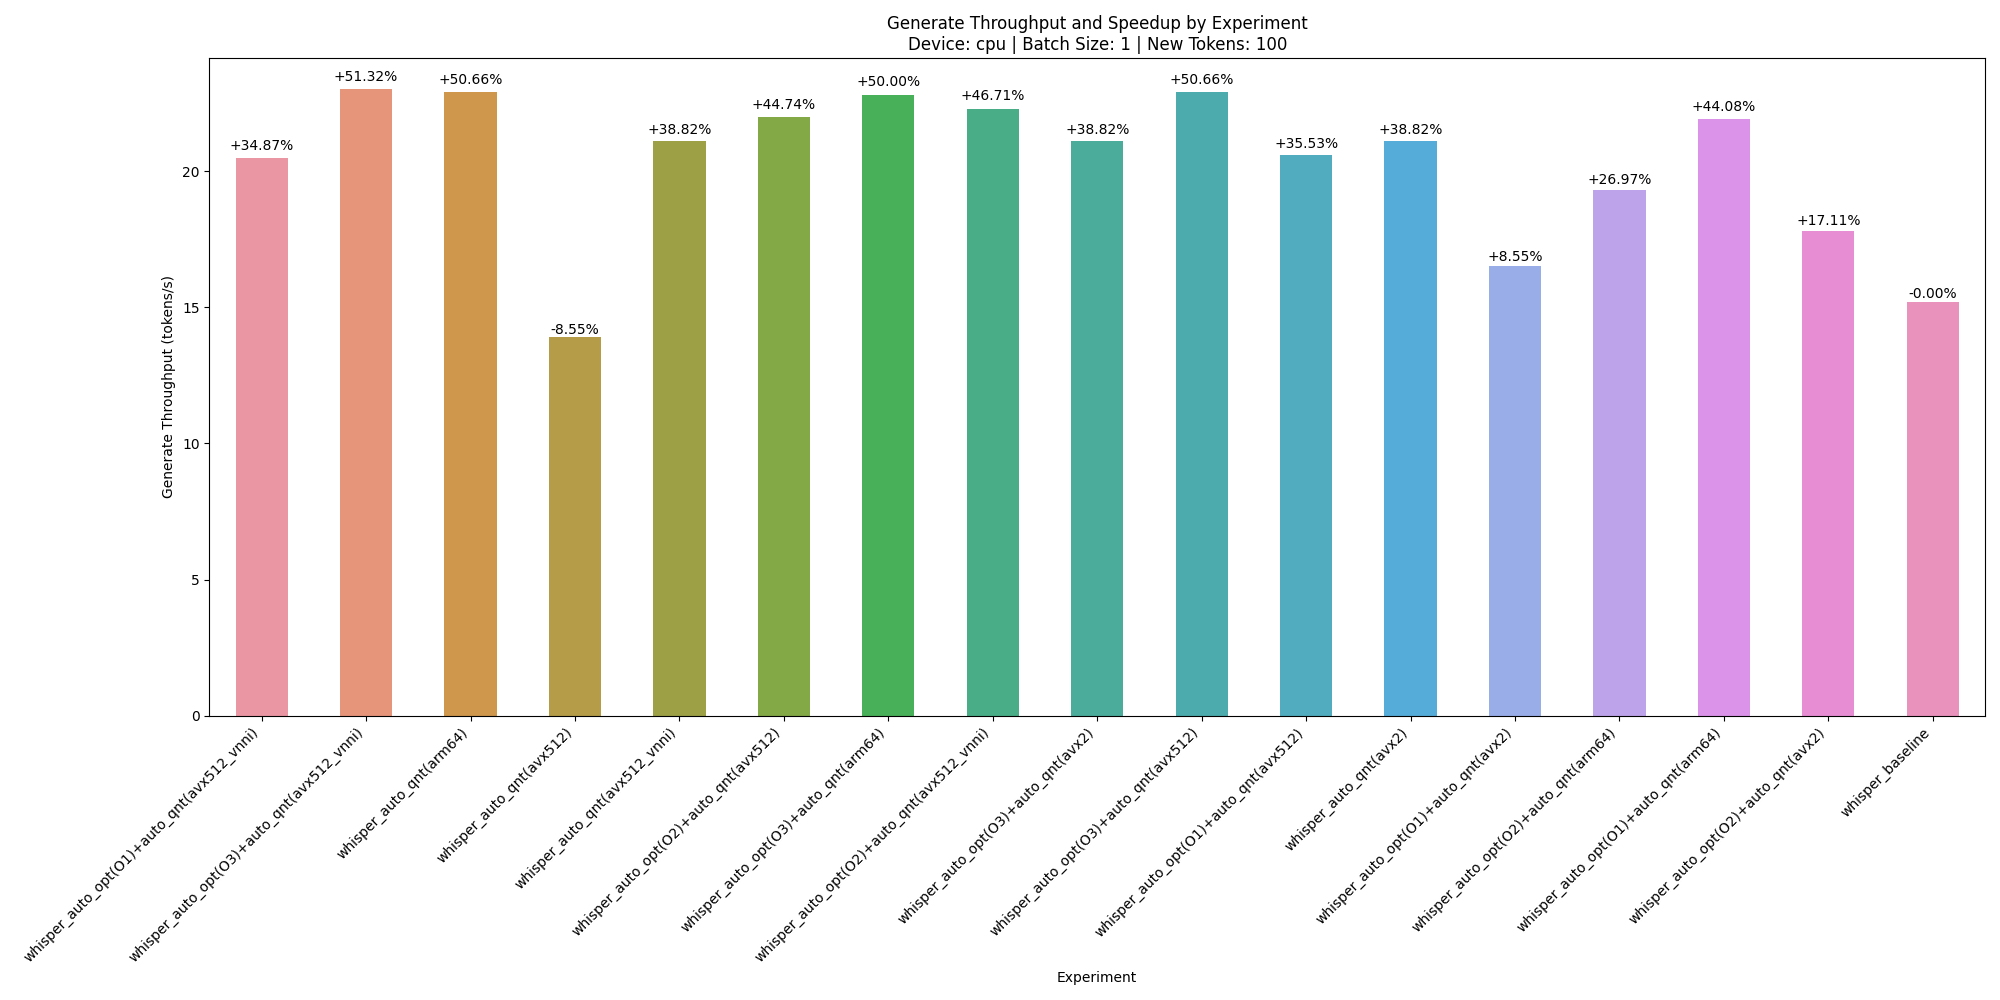 Generate Throughput and Speedup by Experiment
Device: cpu | Batch Size: 1 | New Tokens: 100
+34.87%
+51.32%
+50.66%
-8.55%
+38.82%
+44.74%
+50.00%
+46.71%
+38.82%
+50.66%
+35.53%
+38.82%
+8.55%
+26.97%
+44.08%
+17.11%
-0.00%
Generate Throughput (tokens/s)
20
15
10
5
0
whisper_auto_opt(O1)+auto_qnt(avx512_vnni)
whisper_auto_opt(O3)+auto_qnt(avx512_vnni)
whisper_auto_qnt(arm64)
whisper_auto_qnt(avx512)
whisper_auto_qnt(avx512_vnni)
whisper_auto_opt(O2)+auto_qnt(avx512)
whisper_auto_opt(O3)+auto_qnt(arm64)
whisper_auto_opt(O2)+auto_qnt(avx512_vnni)
whisper_auto_opt(O3)+auto_qnt(avx2)
whisper_auto_opt(O3)+auto_qnt(avx512)
whisper_auto_opt(O1)+auto_qnt(avx512)
whisper_auto_qnt(avx2)
whisper_auto_opt(O1)+auto_qnt(avx2)
whisper_auto_opt(O2)+auto_qnt(arm64)
whisper_auto_opt(O1)+auto_qnt(arm64)
whisper_auto_opt(O2)+auto_qnt(avx2)
whisper_baseline
Experiment